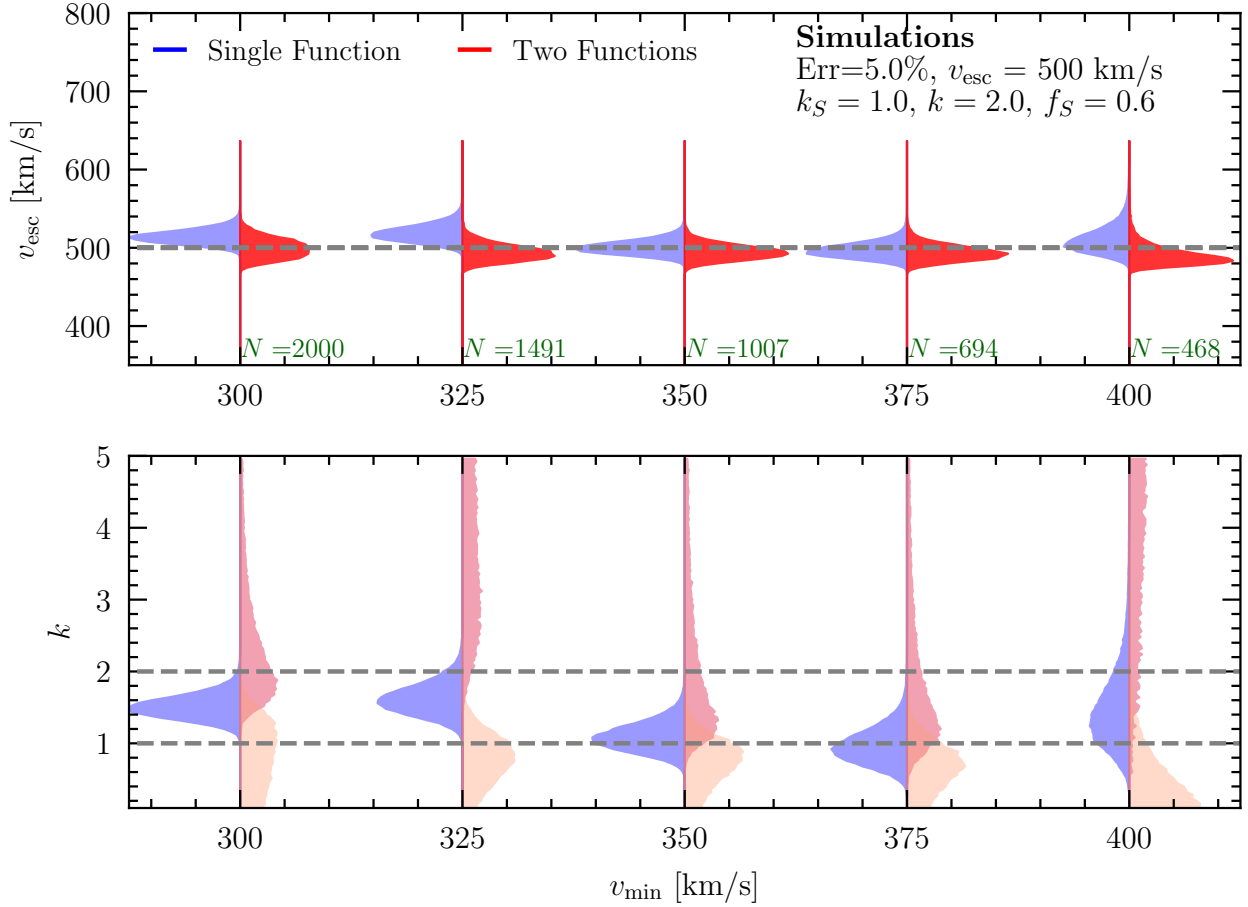 800
700
600
500
400
v_esc [km/s]
Single Function
Two Functions
Simulations
Err=5.0%, v_esc = 500 km/s
k_S = 1.0, k = 2.0, f_S = 0.6
N =2000
N =1491
N =1007
N =694
N =468
300
325
350
375
400
5
4
3
2
1
k
300
325
350
375
400
v_min [km/s]